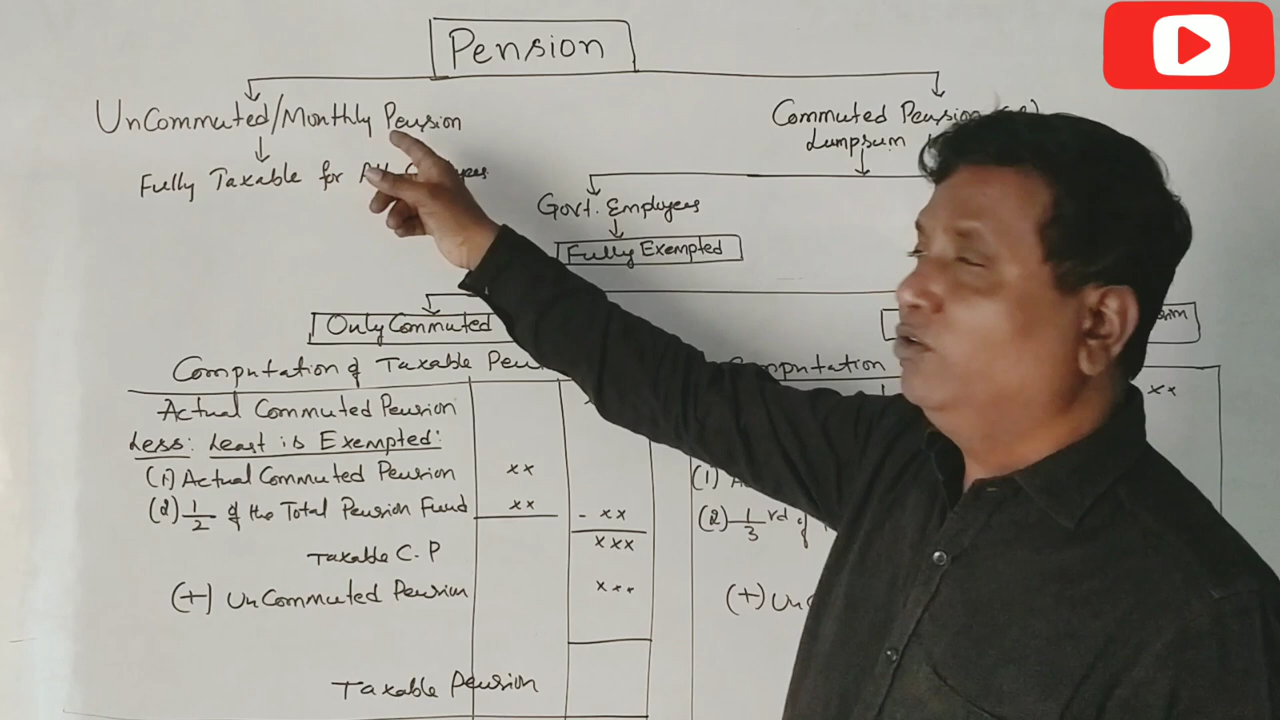 Pension
UnCommuted/Monthly Pension
Fully Taxable for
Commuted Pension
Lumpsum
Govt. Employees
Fully Exempted
Only Commuted
Computation of Taxable
Computation
Actual Commuted Pension
xx
Less: Least is Exempted:
(1) Actual Commuted Pension xx
(1)
(2) 1/2 of the Total Pension Fund xx - xx
(2) 1/3 rd of
Taxable C.P xxx
(+) UnCommuted Pension xxx
(+)
Taxable Pension